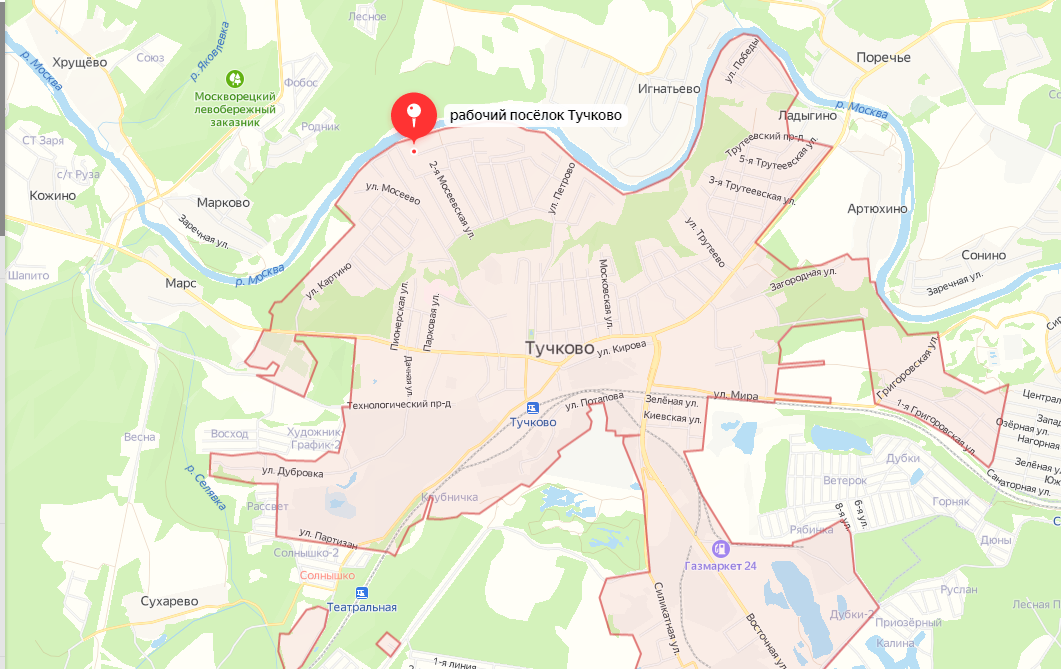 Лесное
р. Москва
Хрущёво
Союз
р. Яковлевка
Фобос
Москворецкий
левобережный
заказник
Родник
СТ Заря
с/т Руза
Кожино
Марково
Заречная ул.
Шапито
Марс
р. Москва
рабочий посёлок Тучково
Игнатьево
ул. Победы
Поречье
р. Москва
Ладыгино
Трутеевский пр-д
5-я Трутеевская ул.
3-я Трутеевская ул.
ул. Трутеево
Артюхино
Сонино
Заречная ул.
Загородная ул.
2-я Мосеевская ул.
ул. Мосеево
ул. Петрово
ул. Картино
Пионерская ул.
Парковая ул.
Московская ул.
Тучково
ул. Кирова
Дачная ул.
Технологический пр-д
Тучково
ул. Потапова
Зелёная ул.
Киевская ул.
ул. Мира
Григоровская ул.
1-я Григоровская ул.
Централ
Запад
Озёрная ул.
Нагорная
Зелёная у
Юж
Санаторная ул.
Весна
Восход
Художник
График-2
р. Селявка
ул. Дубровка
Рассвет
Клубничка
ул. Партизан
Солнышко-2
Солнышко
Театральная
Сухарево
1-я линия
Дубки
Ветерок
Горняк
6-я ул.
8-я ул.
Рябинка
Дюны
Газмаркет 24
Силикатная ул.
Восточная ул.
Дубки-2
Руслан
Приозёрный
Калина
Лесная П